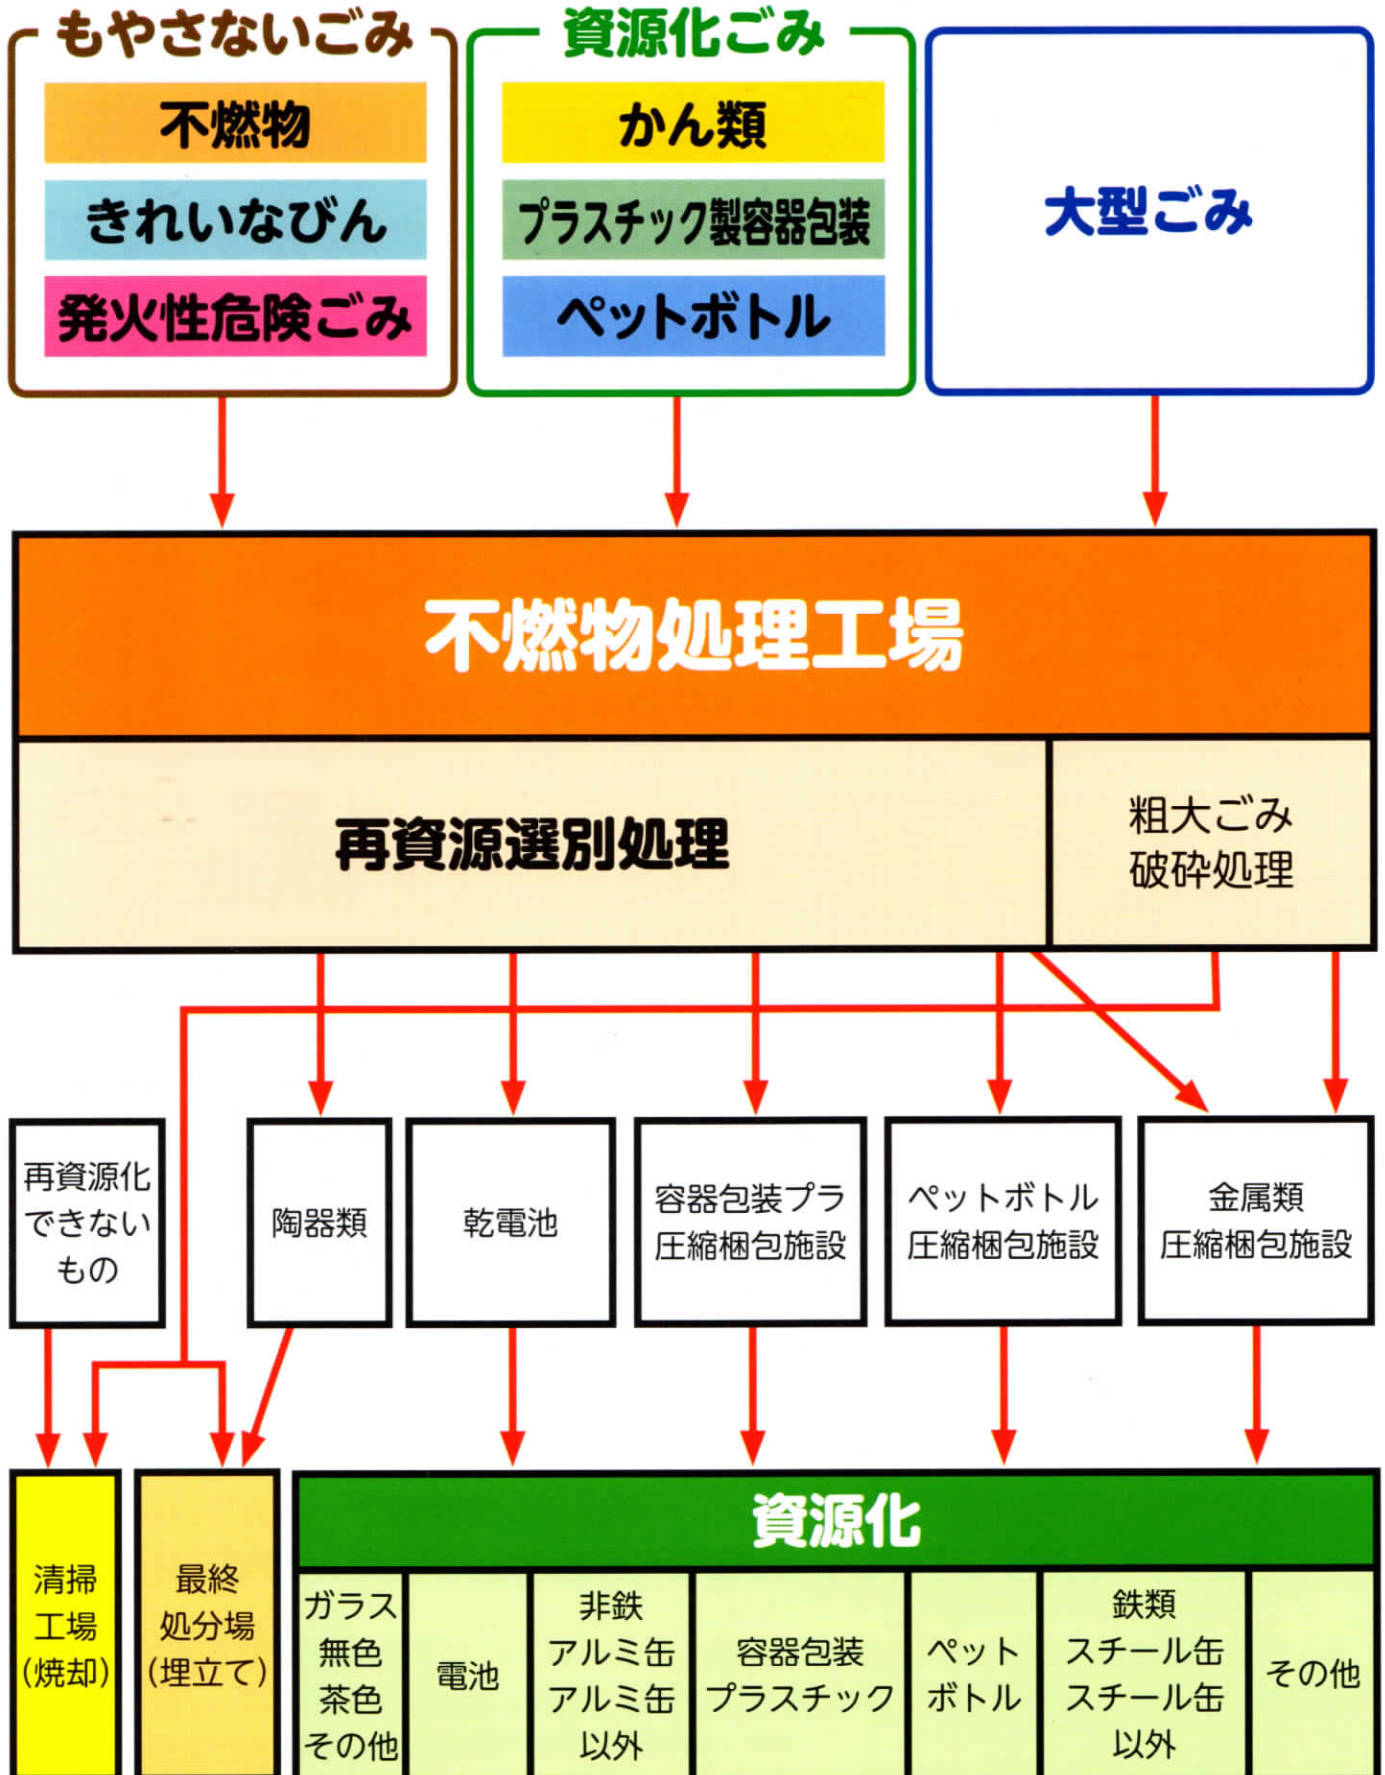 もやさないごみ
不燃物
きれいなびん
発火性危険ごみ
資源化ごみ
かん類
プラスチック製容器包装
ペットボトル
大型ごみ
不燃物処理工場
再資源選別処理
粗大ごみ
破砕処理
再資源化
できない
もの
陶器類
乾電池
容器包装プラ
圧縮梱包施設
ペットボトル
圧縮梱包施設
金属類
圧縮梱包施設
清掃
工場
(焼却)
最終
処分場
(埋立て)
資源化
ガラス
無色
茶色
その他
電池
非鉄
アルミ缶
アルミ缶
以外
容器包装
プラスチック
ペット
ボトル
鉄類
スチール缶
スチール缶
以外
その他